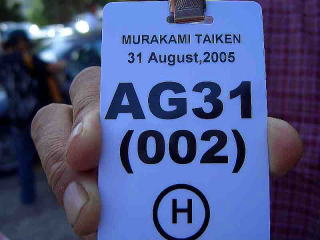 MURAKAMI TAIKEN
31 August,2005
AG31
(002)
H